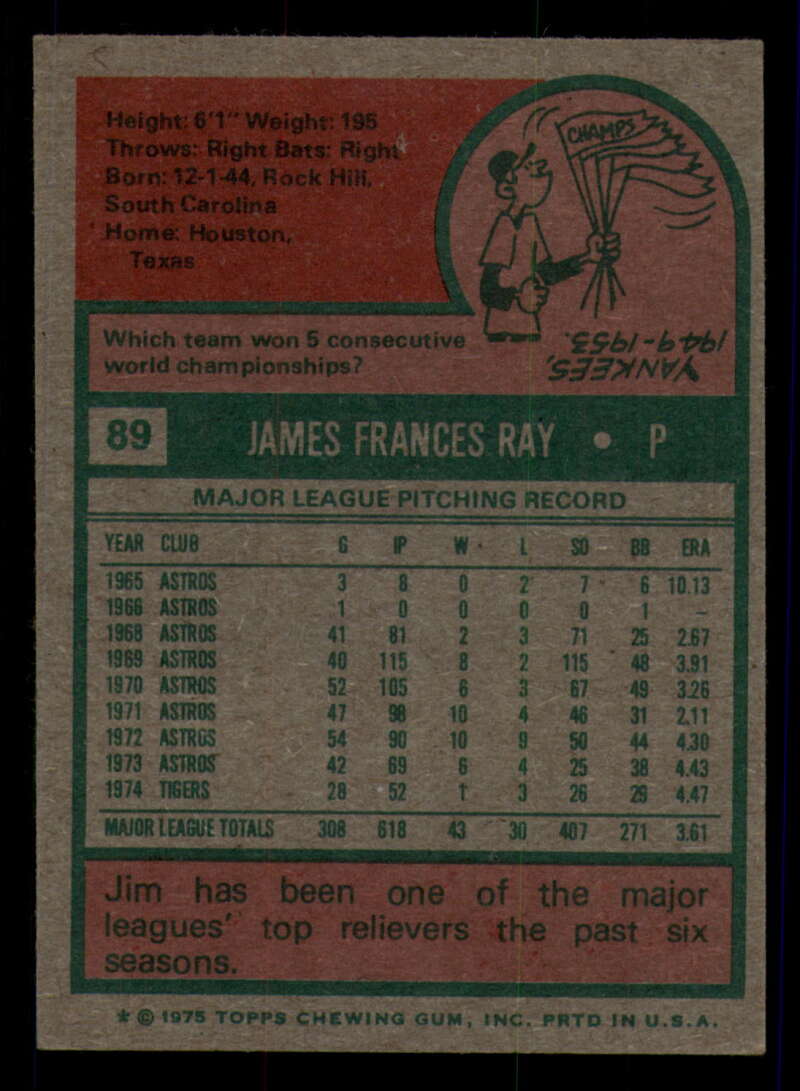 Height: 6'1" Weight: 195
Throws: Right Bats: Right
Born: 12-1-44, Rock Hill,
South Carolina
Home: Houston,
Texas
CHAMPS
Which team won 5 consecutive
world championships?
YANKEES,
1949-1953.
89 JAMES FRANCES RAY • P
MAJOR LEAGUE PITCHING RECORD
YEAR CLUB G IP W L SO BB ERA
1965 ASTROS 3 8 0 2 7 6 10.13
1966 ASTROS 1 0 0 0 0 1 –
1968 ASTROS 41 81 2 3 71 25 2.67
1969 ASTROS 40 115 8 2 115 48 3.91
1970 ASTROS 52 105 6 3 67 49 3.26
1971 ASTROS 47 98 10 4 46 31 2.11
1972 ASTROS 54 90 10 9 50 44 4.30
1973 ASTROS 42 69 6 4 25 38 4.43
1974 TIGERS 28 52 1 3 26 29 4.47
MAJOR LEAGUE TOTALS 308 618 43 30 407 271 3.61
Jim has been one of the major
leagues' top relievers the past six
seasons.
* © 1975 TOPPS CHEWING GUM, INC. PRTD IN U.S.A.